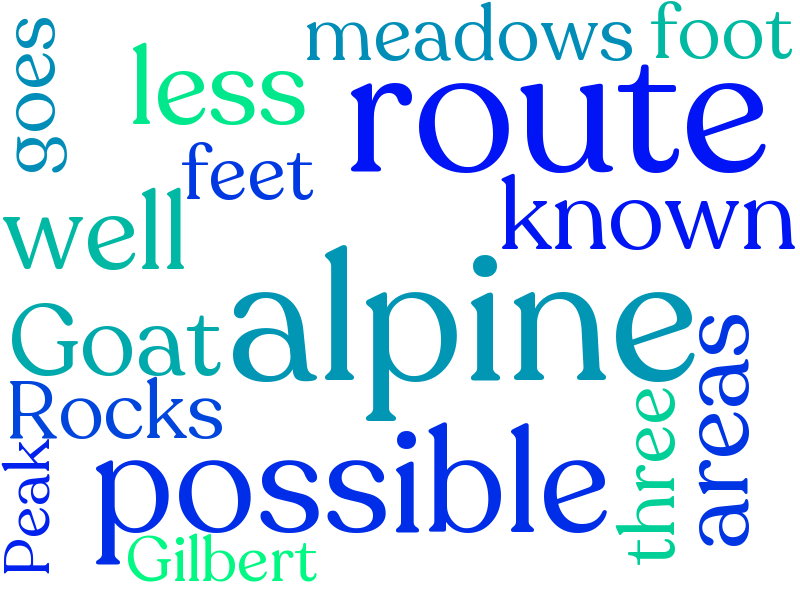 goes
meadows
foot
less
route
feet
known
well
alpine
Goat
areas
Rocks
three
Peak
possible
Gilbert